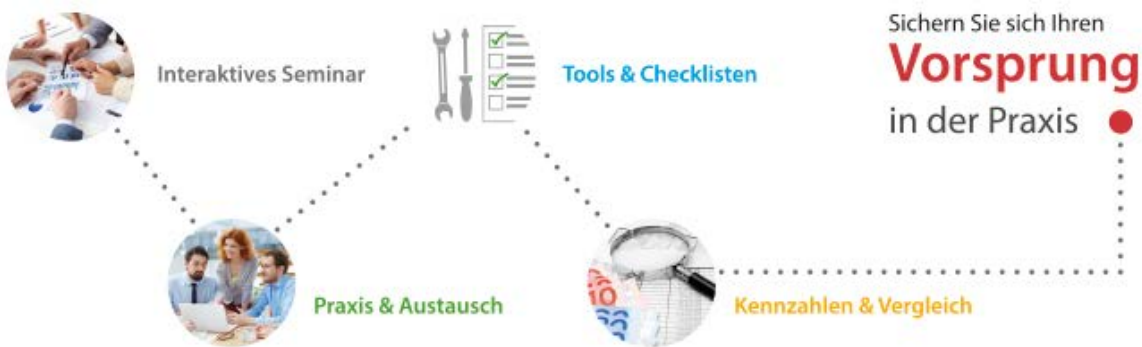 Interaktives Seminar
Praxis & Austausch
Tools & Checklisten
Kennzahlen & Vergleich
Sichern Sie sich Ihren
Vorsprung
in der Praxis